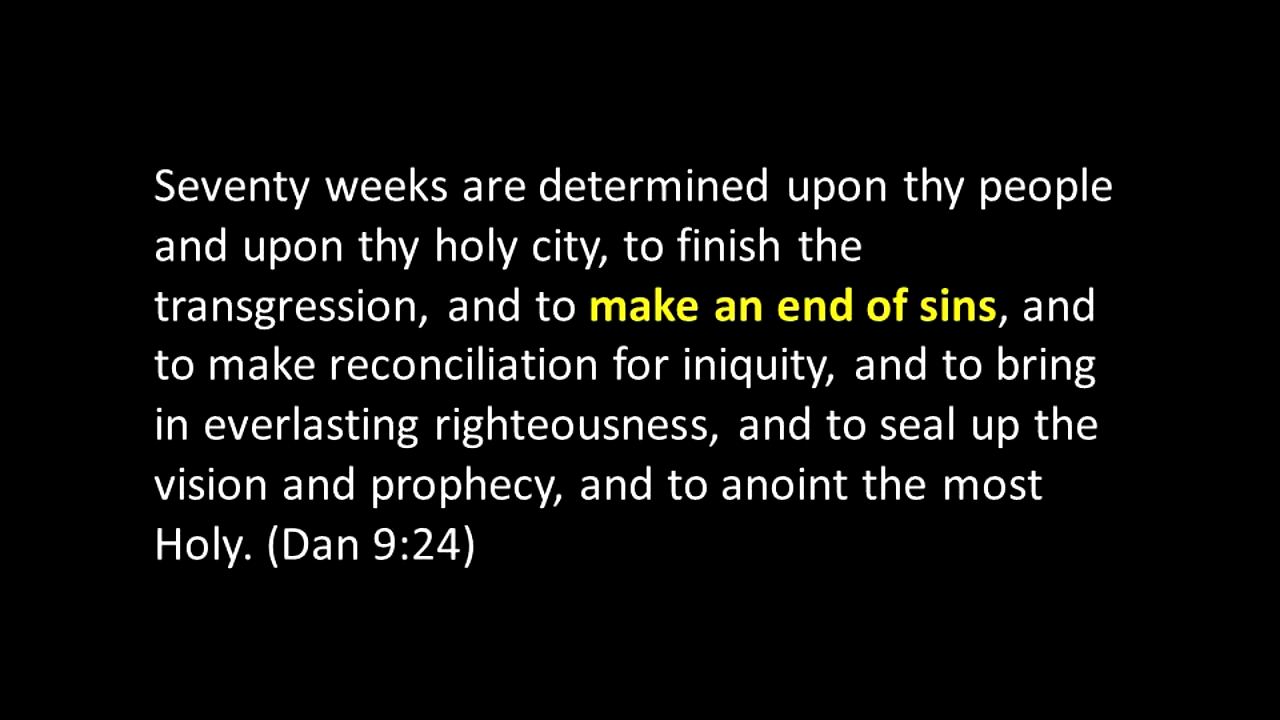 Seventy weeks are determined upon thy people
and upon thy holy city, to finish the
transgression, and to make an end of sins, and
to make reconciliation for iniquity, and to bring
in everlasting righteousness, and to seal up the
vision and prophecy, and to anoint the most
Holy. (Dan 9:24)